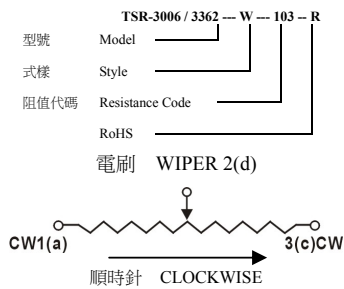 TSR-3006 / 3362 --- W --- 103 -- R
型號 Model
式樣 Style
阻值代碼 Resistance Code
RoHS
電刷 WIPER 2(d)
CW1(a) 3(c)CW
順時針 CLOCKWISE